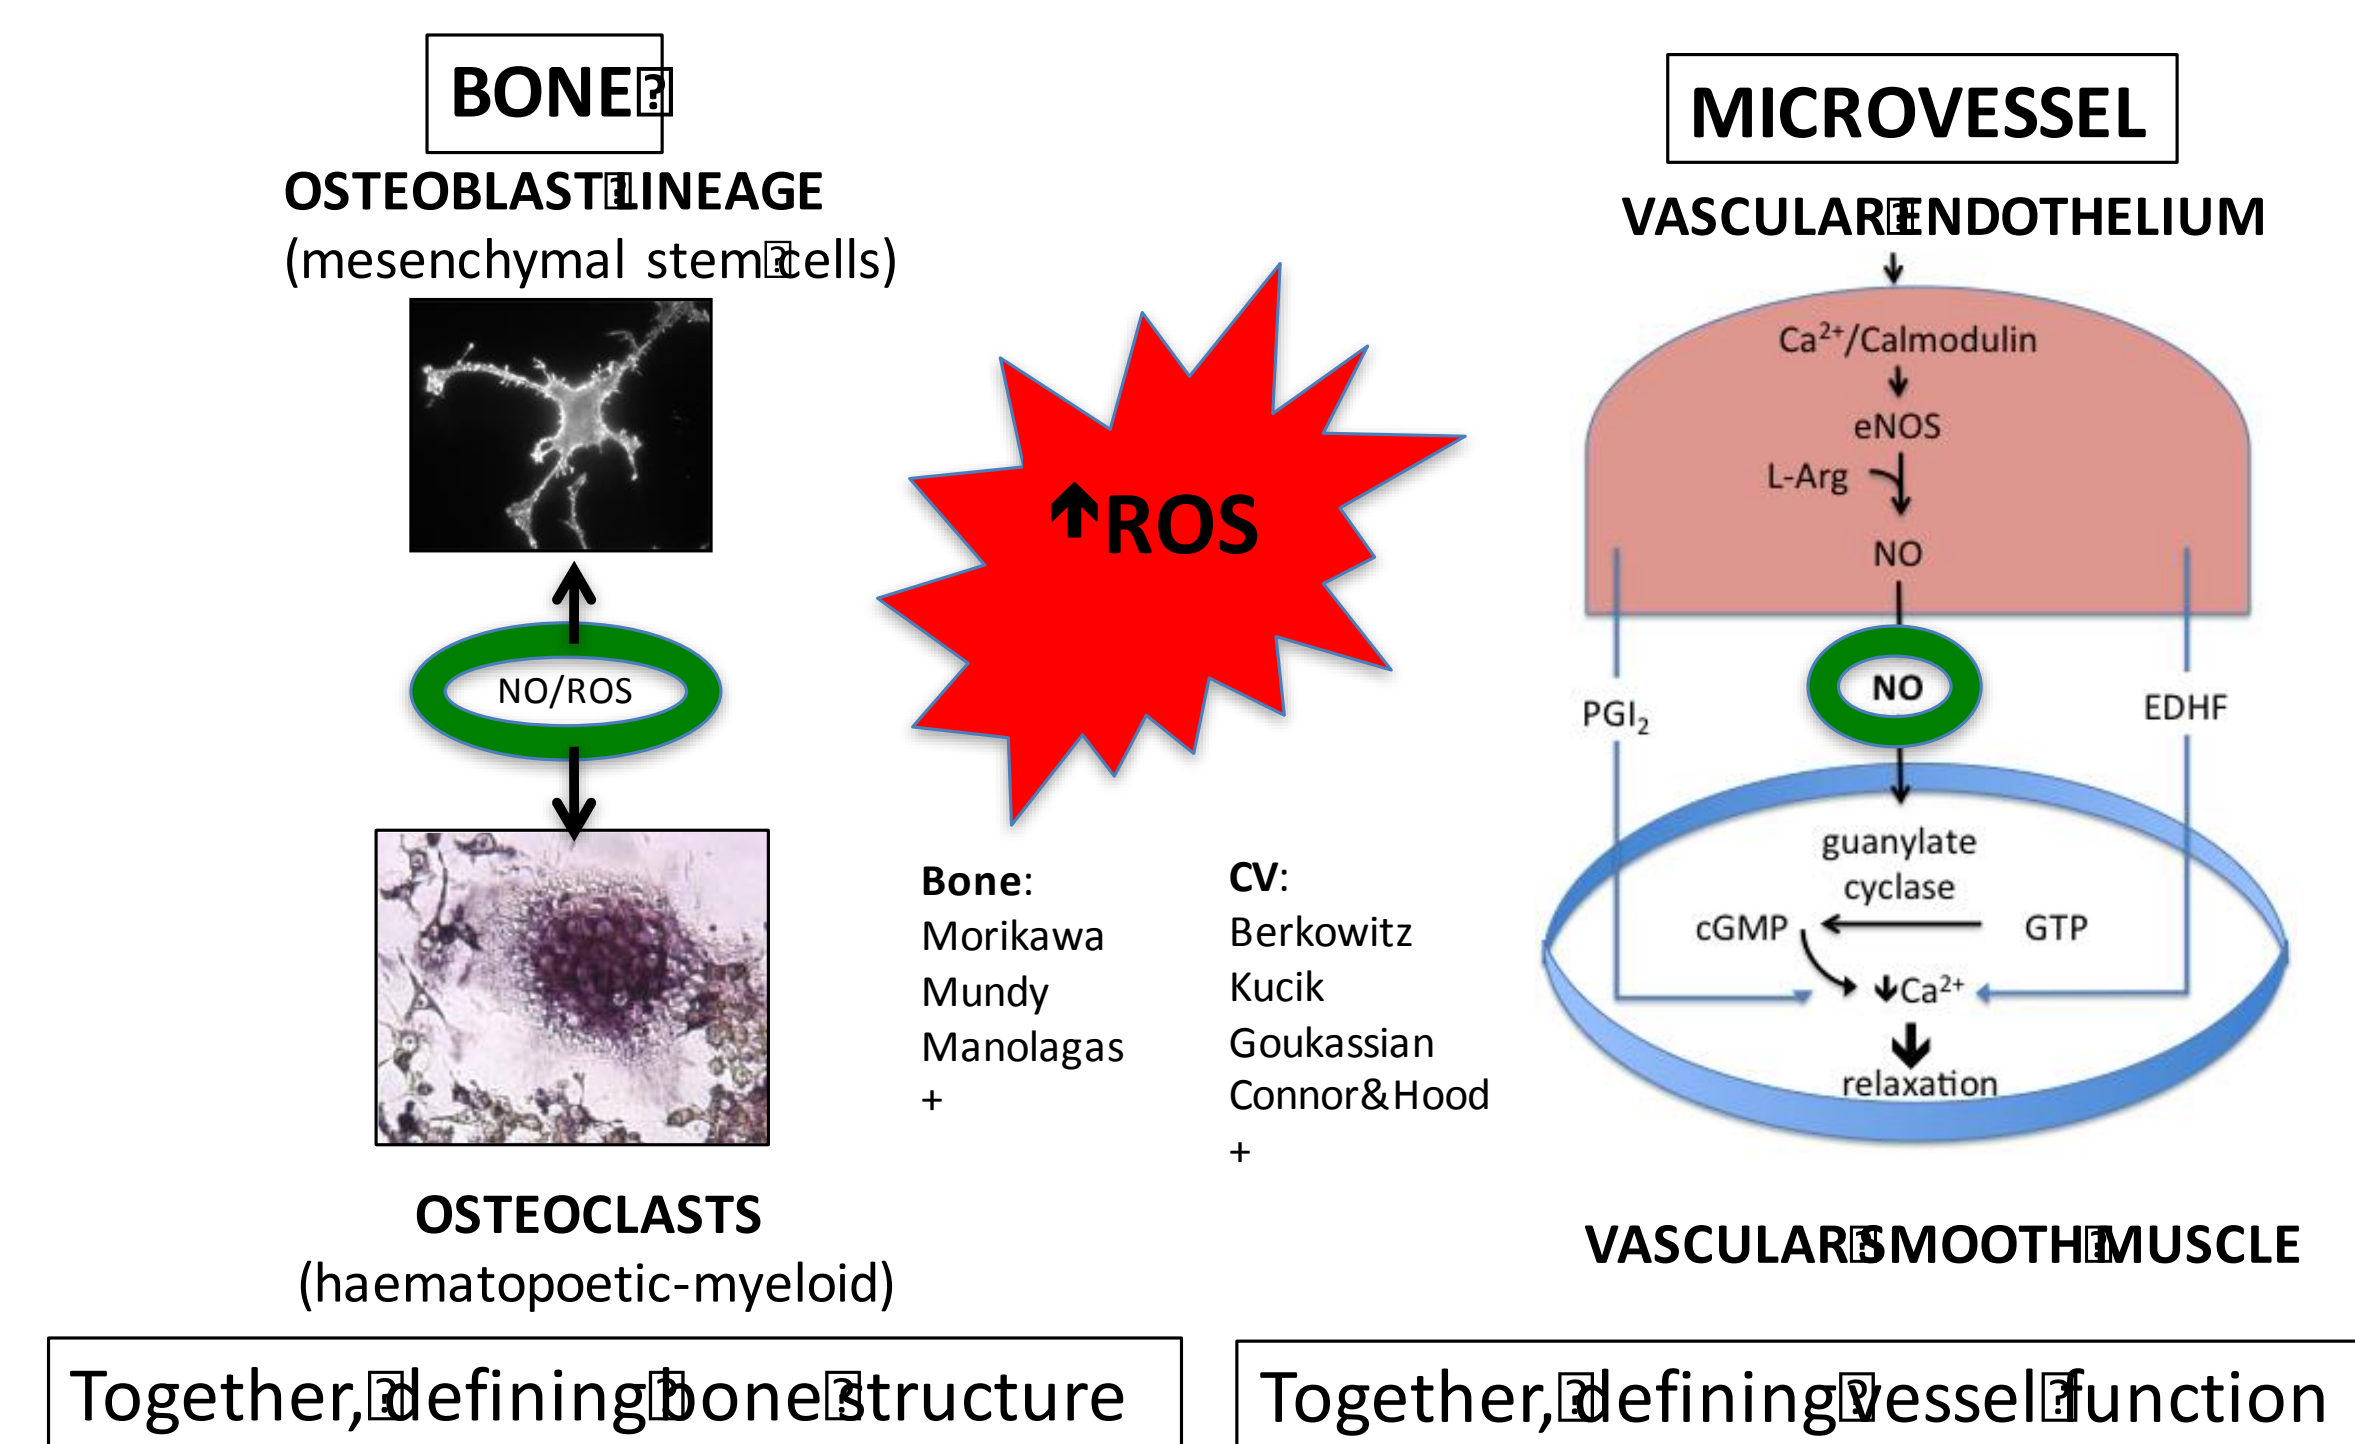 BONE
OSTEOBLAST LINEAGE
(mesenchymal stem cells)
NO/ROS
OSTEOCLASTS
(haematopoetic-myeloid)
Together, defining bone structure
↑ROS
Bone:
Morikawa
Mundy
Manolagas
+
CV:
Berkowitz
Kucik
Goukassian
Connor&Hood
+
MICROVESSEL
VASCULAR ENDOTHELIUM
Ca²⁺/Calmodulin
eNOS
L-Arg
NO
NO
PGI₂
EDHF
guanylate
cyclase
cGMP
GTP
↓Ca²⁺
relaxation
VASCULAR SMOOTH MUSCLE
Together, defining vessel function